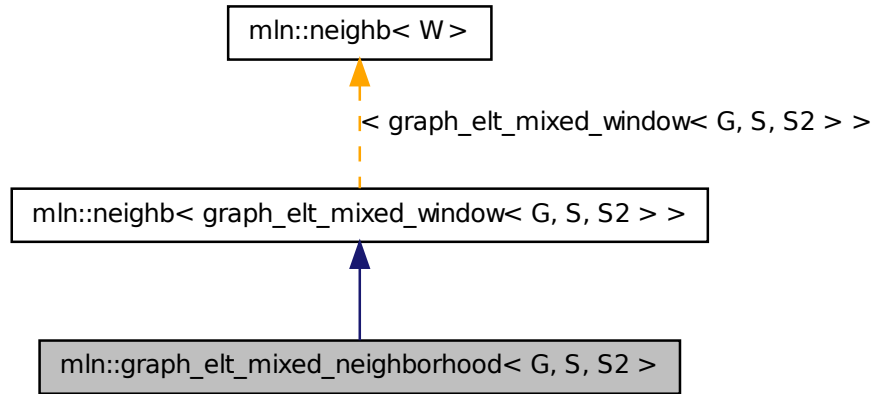 mln::neighb< W >
< graph_elt_mixed_window< G, S, S2 > >
mln::neighb< graph_elt_mixed_window< G, S, S2 > >
mln::graph_elt_mixed_neighborhood< G, S, S2 >